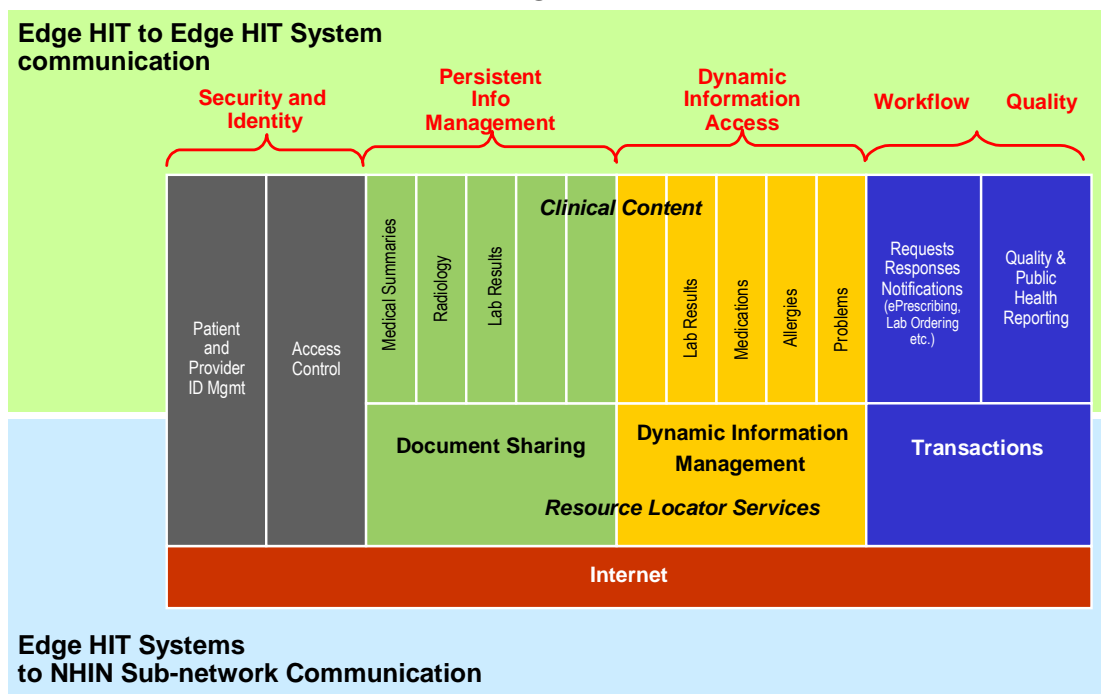 Edge HIT to Edge HIT System
communication
Security and
Identity
Persistent
Info
Management
Dynamic
Information
Access
Workflow
Quality
Clinical Content
Patient
and
Provider
ID Mgmt
Access
Control
Medical Summaries
Radiology
Lab Results
Lab Results
Medications
Allergies
Problems
Requests
Responses
Notifications
(ePrescribing,
Lab Ordering
etc.)
Quality &
Public
Health
Reporting
Document Sharing
Dynamic Information
Management
Transactions
Resource Locator Services
Internet
Edge HIT Systems
to NHIN Sub-network Communication